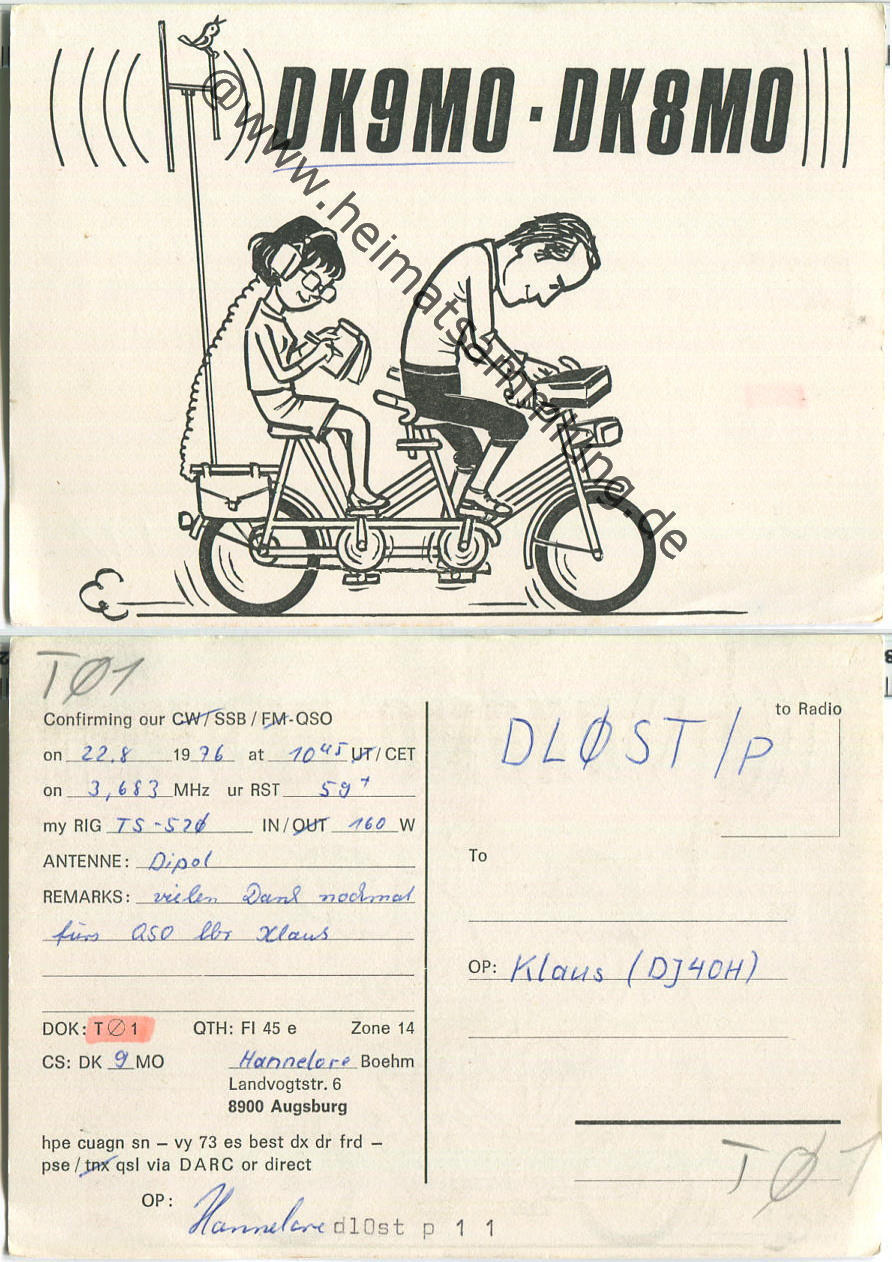 DK9MO · DK8MO
@www.heimatsammlung.de
TØ1
Confirming our CW/SSB/FM-QSO
on 22.8 1976 at 1045 UT/CET
on 3,683 MHz ur RST 59+
my RIG TS-520 IN/OUT 160 W
ANTENNE: Dipol
REMARKS: vielen Dank nochmal
fürs QSO lbr Klaus
DOK: TØ1 QTH: FI 45 e Zone 14
CS: DK 9 MO Hannelore Boehm
Landvogtstr. 6
8900 Augsburg
hpe cuagn sn – vy 73 es best dx dr frd –
pse/tnx qsl via DARC or direct
OP: Hannelore
dl0st p 1 1
to Radio
DLØST/p
To
OP: Klaus (DJ4OH)
TØ1